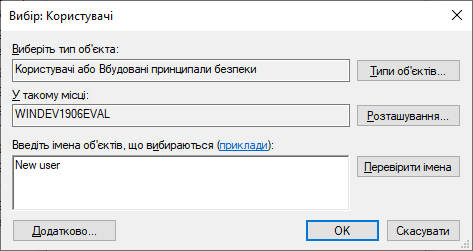 Вибір: Користувачі
Виберіть тип об'єкта:
Користувачі або Вбудовані принципали безпеки
Типи об'єктів...
У такому місці:
WINDEV1906EVAL
Розташування...
Введіть імена об'єктів, що вибираються (приклади):
New user
Перевірити імена
Додатково...
OK
Скасувати